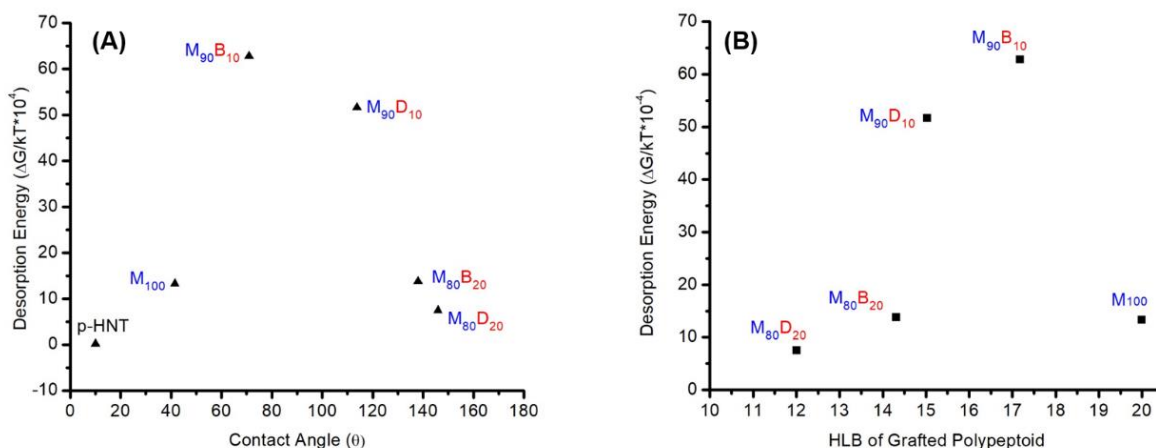 (A)
Desorption Energy (ΔG/kT*10⁴)
70
60
50
40
30
20
10
0
-10
M₉₀B₁₀
M₉₀D₁₀
M₁₀₀
M₈₀B₂₀
M₈₀D₂₀
p-HNT
0 20 40 60 80 100 120 140 160 180
Contact Angle (θ)
(B)
Desorption Energy (ΔG/kT*10⁻⁴)
70
60
50
40
30
20
10
0
M₉₀B₁₀
M₉₀D₁₀
M₈₀B₂₀
M₁₀₀
M₈₀D₂₀
10 11 12 13 14 15 16 17 18 19 20
HLB of Grafted Polypeptoid